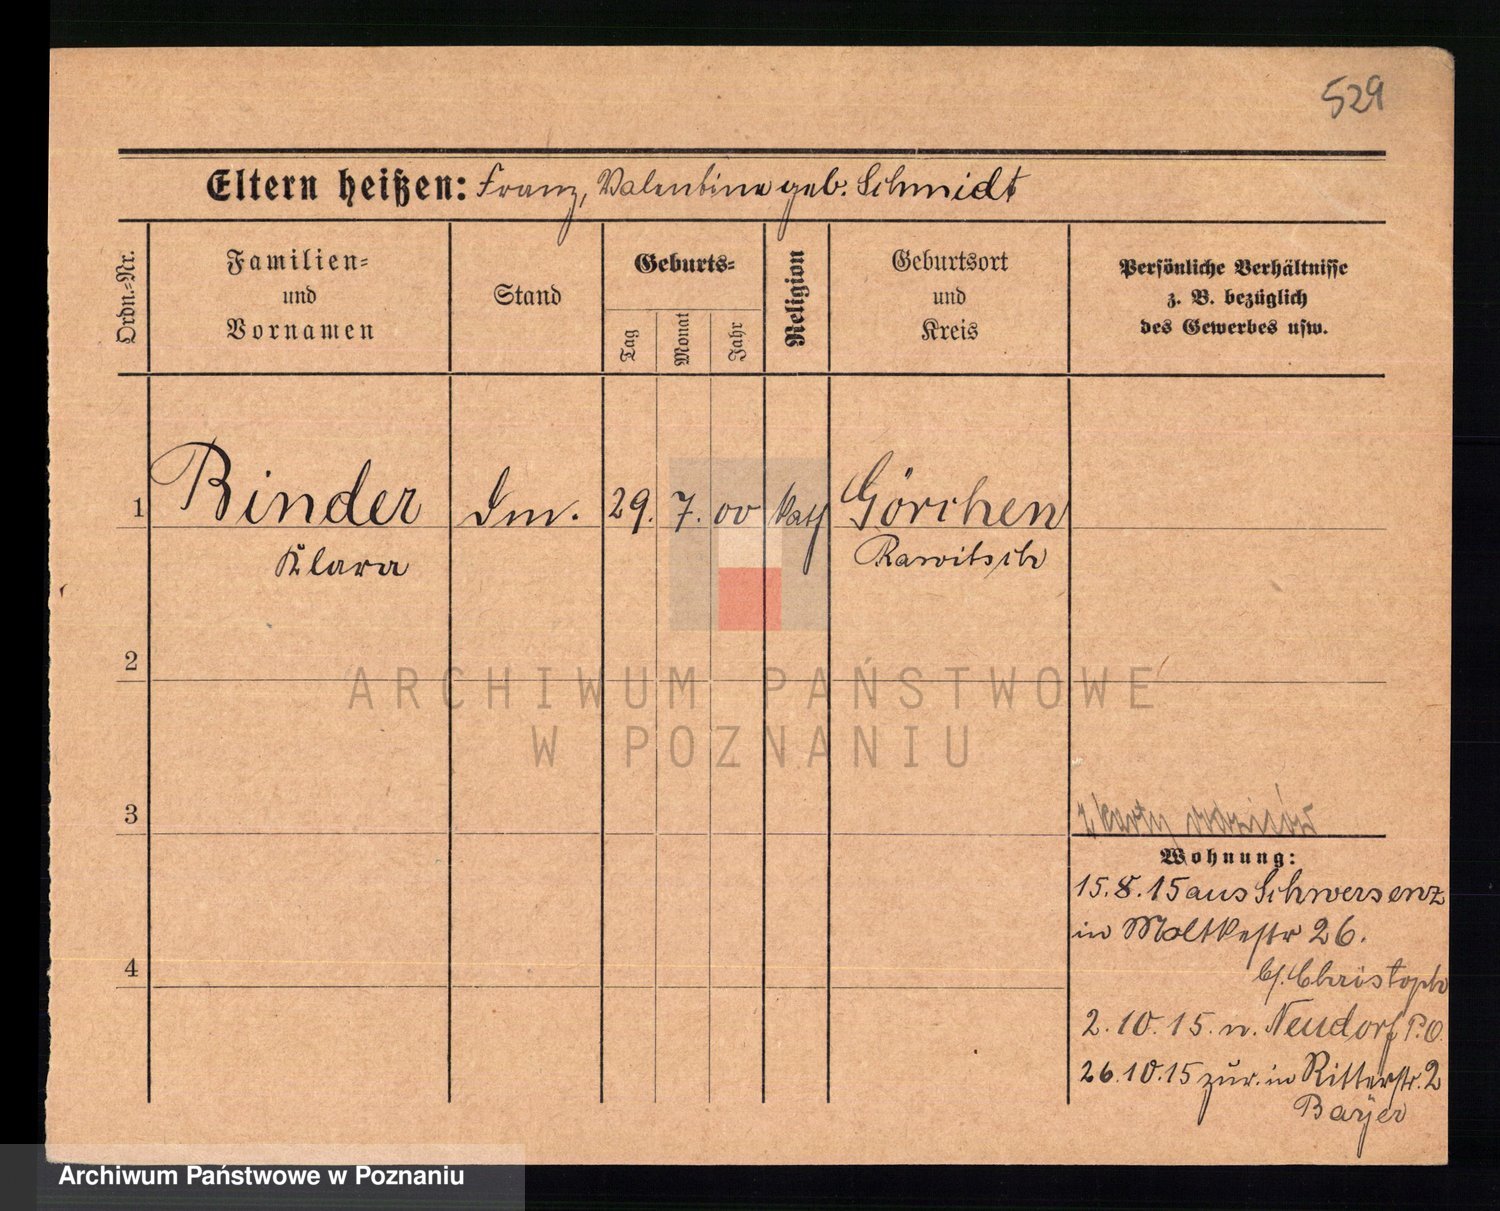 529
Eltern heißen: Franz, Valentine geb. Schmidt
Ordn.-Nr.
Familien-
und
Vornamen
Stand
Geburts-
Tag
Monat
Jahr
Religion
Geburtsort
und
Kreis
Persönliche Verhältnisse
z. B. bezüglich
des Gewerbes usw.
1 Binder Dm. 29. 7. 00 kath Görchen
Klara Rawitsch
2
ARCHIWUM PAŃSTWOWE
W POZNANIU
3
z karty
Wohnung:
15.8.15 aus Schwersenz
in Moltkestr 26.
b/. Christoph
4
2.10.15. n. Neudorf P.O.
26.10.15 zur. in Ritterstr. 2
Bayer
Archiwum Państwowe w Poznaniu